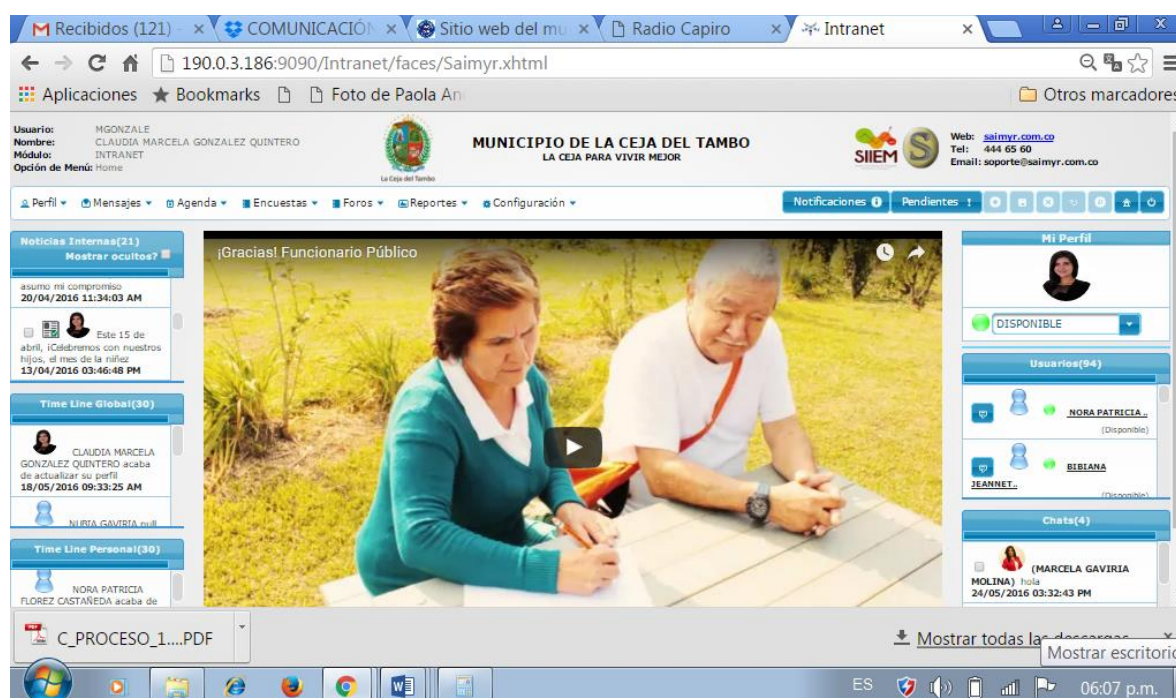 Recibidos (121) -
COMUNICACIÓN
Sitio web del mu
Radio Capiro
Intranet
190.0.3.186:9090/Intranet/faces/Saimyr.xhtml
Aplicaciones
Bookmarks
Foto de Paola An
Otros marcadores
Usuario: MGONZALE
Nombre: CLAUDIA MARCELA GONZALEZ QUINTERO
Módulo: INTRANET
Opción de Menú: Home
La Ceja del Tambo
MUNICIPIO DE LA CEJA DEL TAMBO
LA CEJA PARA VIVIR MEJOR
SIIEM
S
Web: saimyr.com.co
Tel: 444 65 60
Email: soporte@saimyr.com.co
Perfil Mensajes Agenda Encuestas Foros Reportes Configuración
Notificaciones
Pendientes
Noticias Internas(21)
Mostrar ocultos?
asumo mi compromiso
20/04/2016 11:34:03 AM
Este 15 de
abril, ¡Celebremos con nuestros
hijos, el mes de la niñez
13/04/2016 03:46:48 PM
Time Line Global(30)
CLAUDIA MARCELA
GONZALEZ QUINTERO acaba
de actualizar su perfil
18/05/2016 09:33:25 AM
NUBIA GAVIRIA null
Time Line Personal(30)
NORA PATRICIA
FLOREZ CASTAÑEDA acaba de
¡Gracias! Funcionario Público
Mi Perfil
DISPONIBLE
Usuarios(94)
NORA PATRICIA..
(Disponible)
BIBIANA
JEANNET..
(Disponible)
Chats(4)
(MARCELA GAVIRIA
MOLINA) hola
24/05/2016 03:32:43 PM
C_PROCESO_1....PDF
Mostrar todas las descargas...
Mostrar escritorio
ES
06:07 p.m.